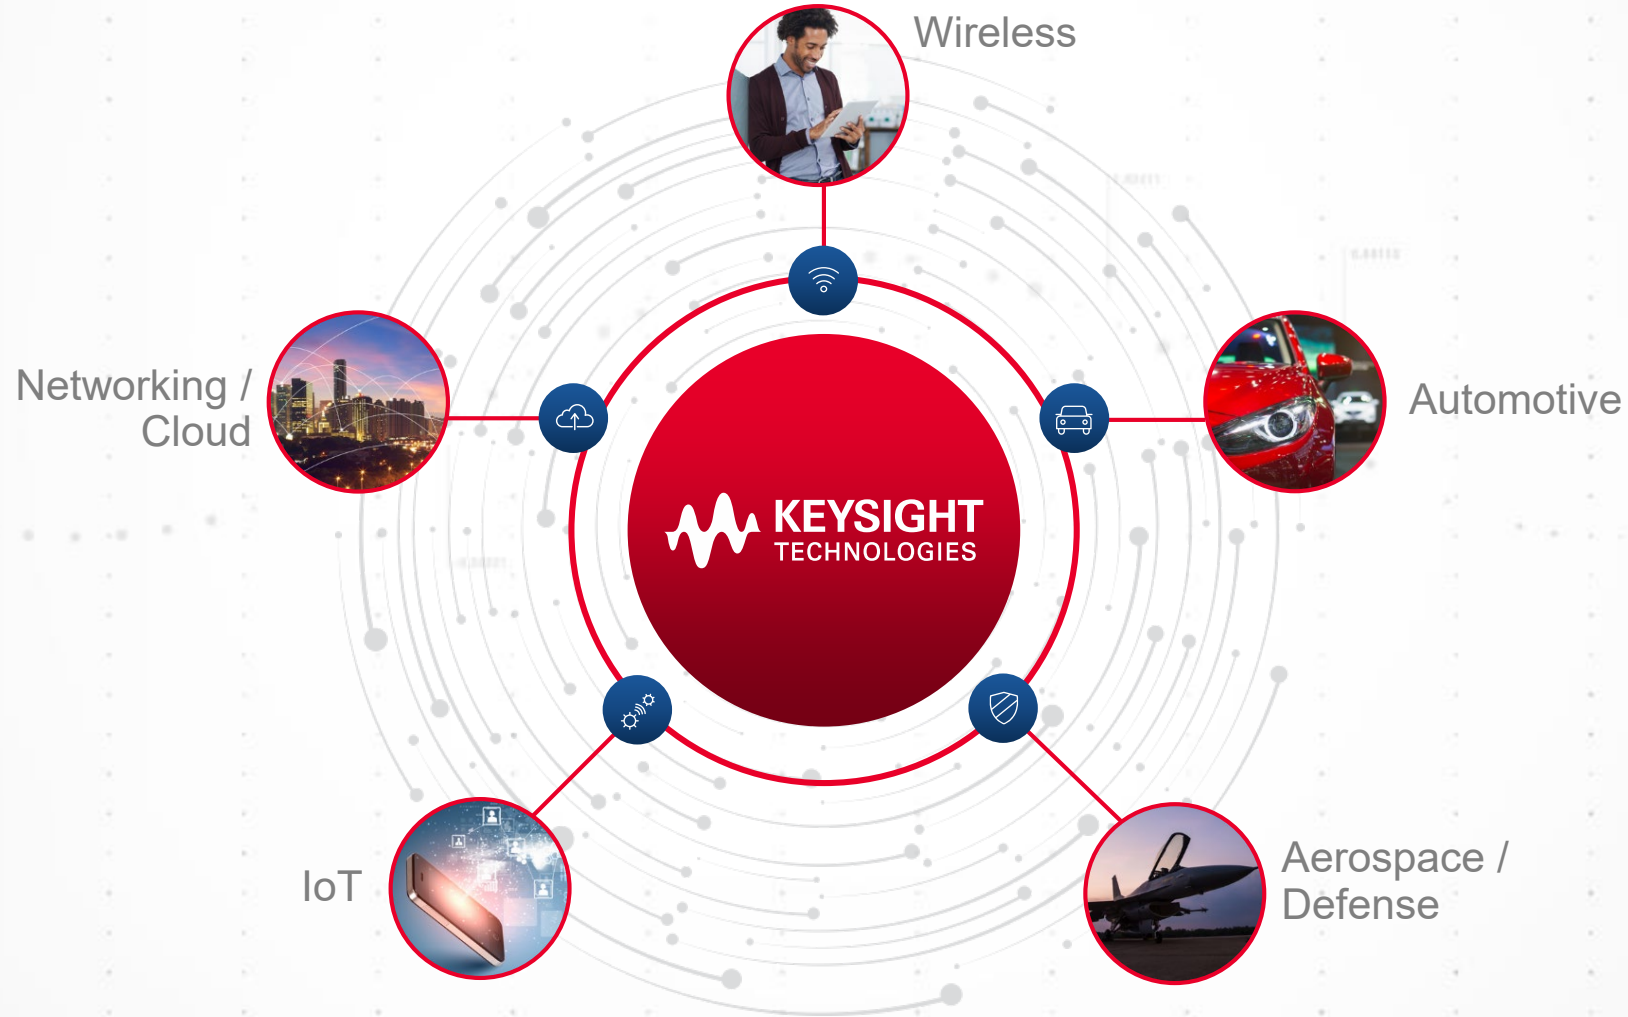 Wireless
Networking /
Cloud
Automotive
KEYSIGHT
TECHNOLOGIES
IoT
Aerospace /
Defense